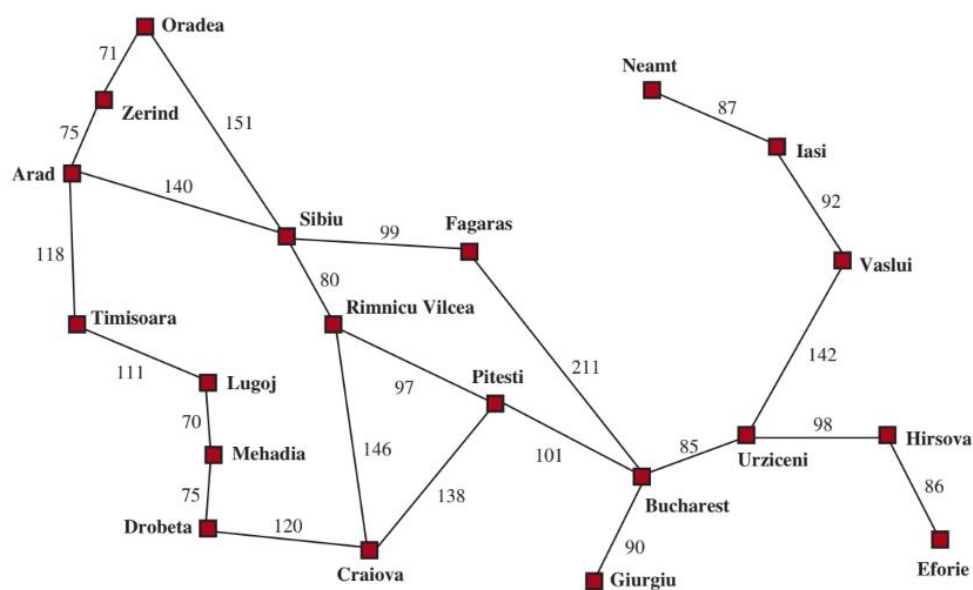 Oradea
71
Neamt
87
Zerind
151
75
Iasi
Arad
140
92
Sibiu
99
Fagaras
118
Vaslui
80
Rimnicu Vilcea
Timisoara
142
111
211
Lugoj
97
Pitesti
70
98
Hirsova
Mehadia
146
101
85
Urziceni
86
75
138
Bucharest
Drobeta
120
90
Eforie
Craiova
Giurgiu